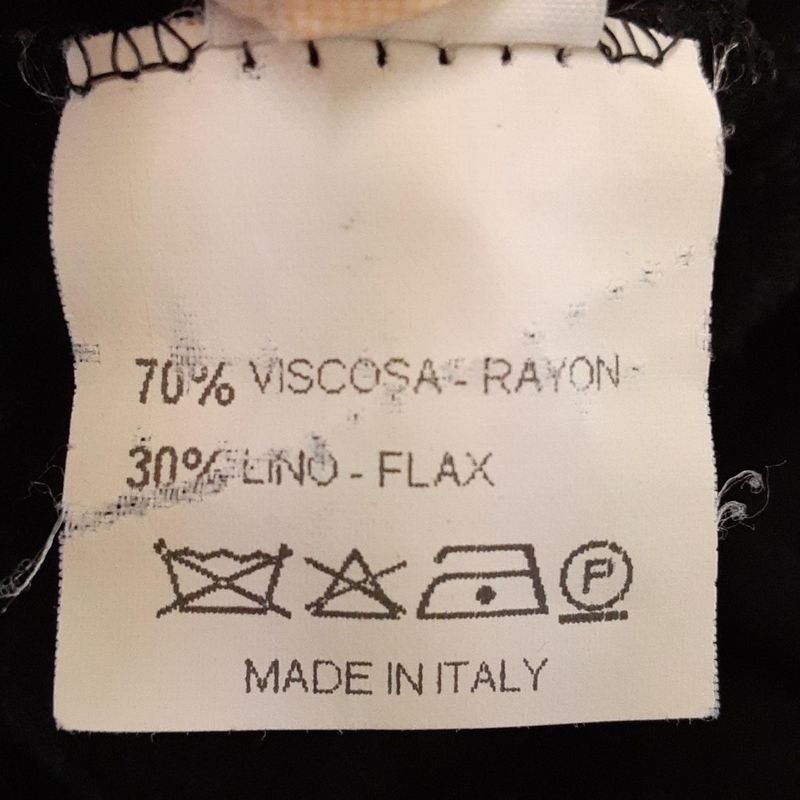 70% VISCOSA - RAYON
30% LINO - FLAX
P
MADE IN ITALY